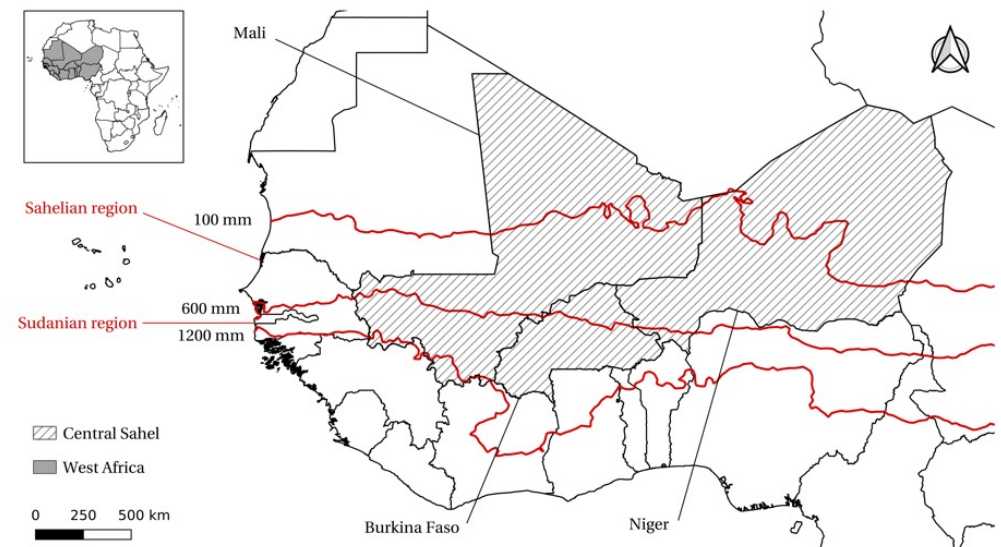 Mali
Sahelian region
100 mm
600 mm
Sudanian region
1200 mm
Central Sahel
West Africa
0 250 500 km
Burkina Faso
Niger